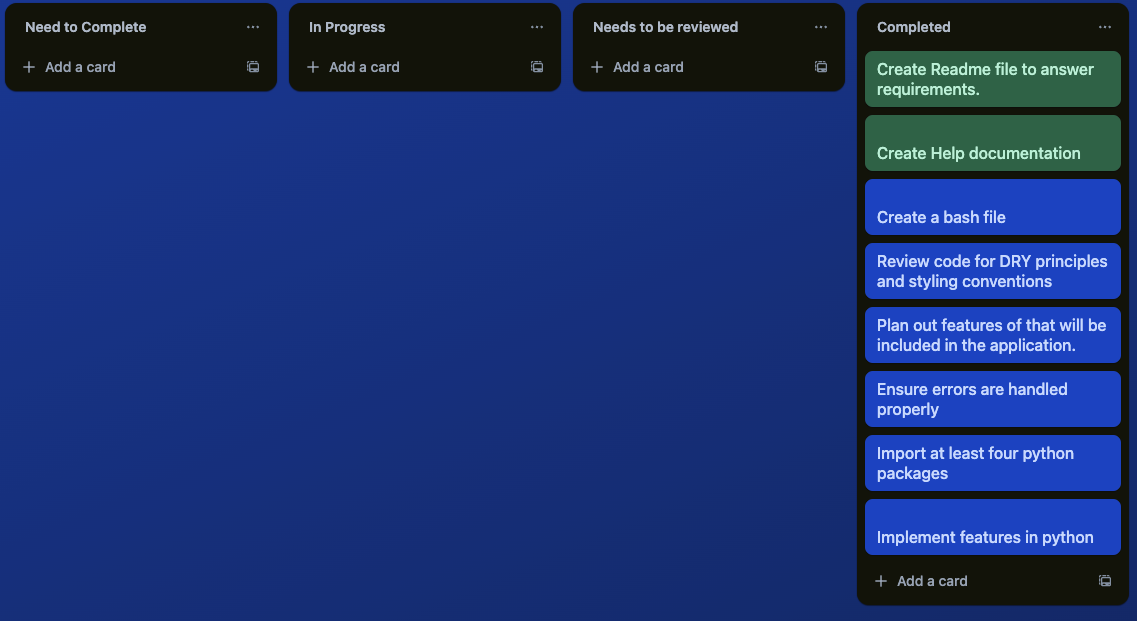 Need to Complete
Add a card
In Progress
Add a card
Needs to be reviewed
Add a card
Completed
Create Readme file to answer
requirements.
Create Help documentation
Create a bash file
Review code for DRY principles
and styling conventions
Plan out features of that will be
included in the application.
Ensure errors are handled
properly
Import at least four python
packages
Implement features in python
Add a card